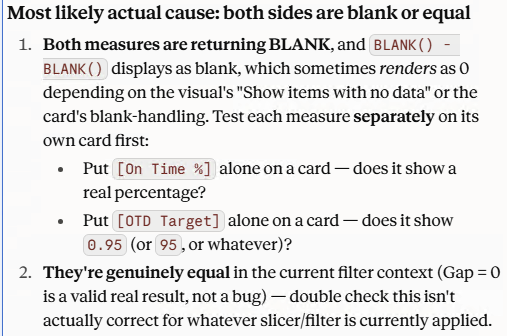 Most likely actual cause: both sides are blank or equal
1. Both measures are returning BLANK, and BLANK() -
BLANK() displays as blank, which sometimes renders as 0
depending on the visual's "Show items with no data" or the
card's blank-handling. Test each measure separately on its
own card first:
• Put [On Time %] alone on a card — does it show a
real percentage?
• Put [OTD Target] alone on a card — does it show
0.95 (or 95, or whatever)?
2. They're genuinely equal in the current filter context (Gap = 0
is a valid real result, not a bug) — double check this isn't
actually correct for whatever slicer/filter is currently applied.